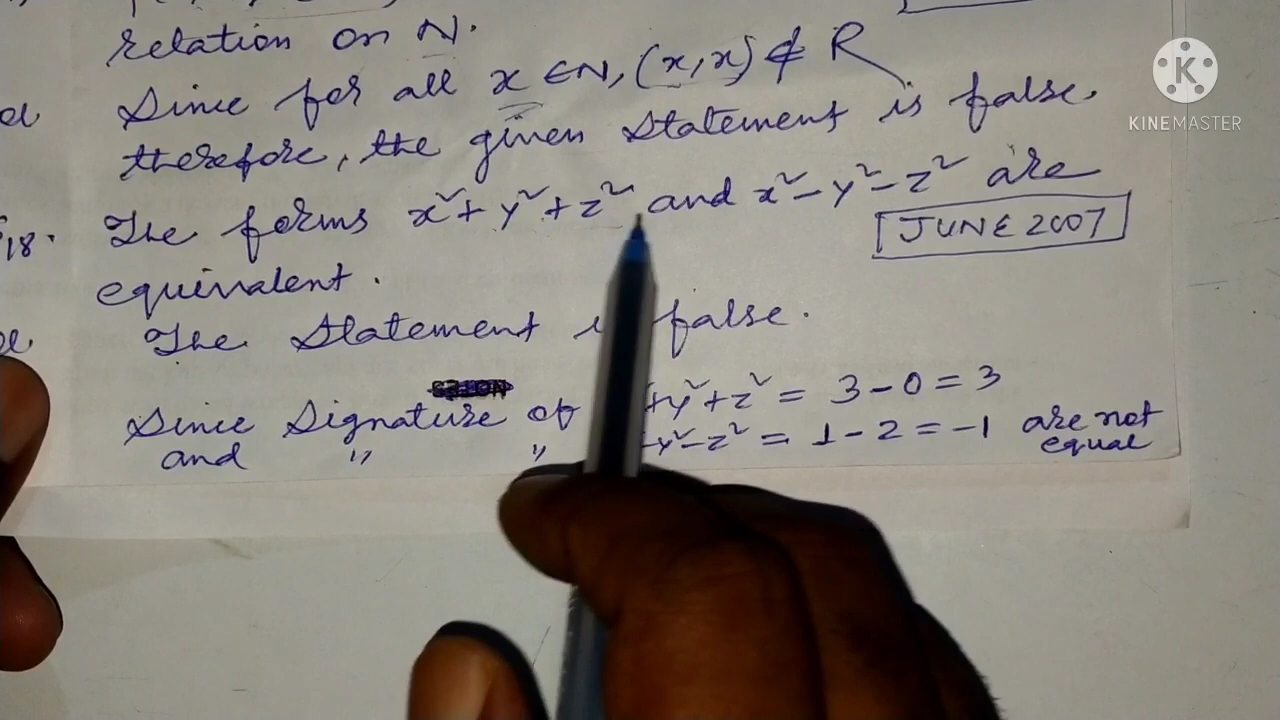 relation on N.
Since for all x ∈ N, (x, x) ∉ R
therefore, the given statement is false.
18. The forms x²+ y²+z² and x²-y²-z² are
JUNE 2007
equivalent.
The statement is false.
Since Signature of +y²+z² = 3-0=3
and " " -y²-z² = 1-2=-1 are not
equal
K
KINEMASTER